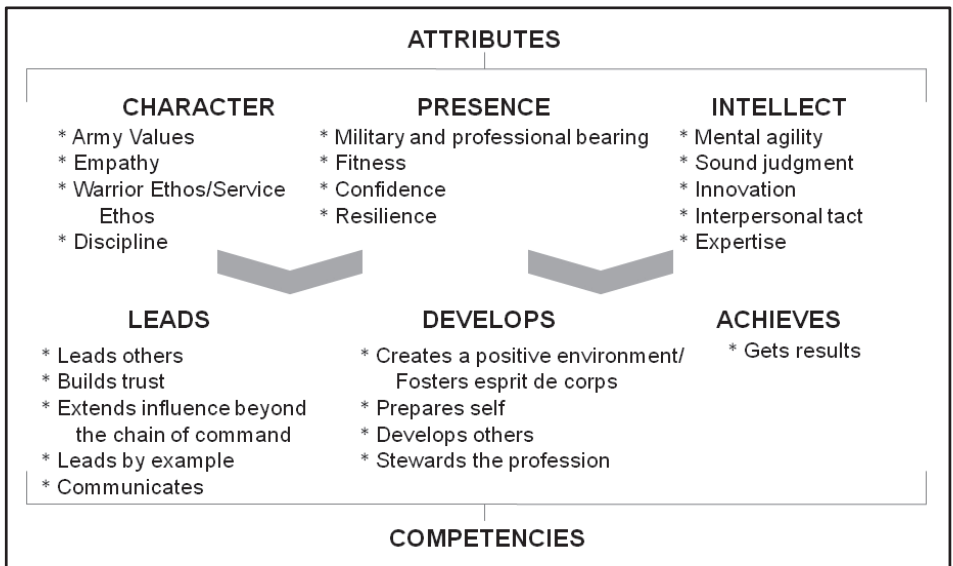 ATTRIBUTES
CHARACTER
* Army Values
* Empathy
* Warrior Ethos/Service
Ethos
* Discipline
PRESENCE
* Military and professional bearing
* Fitness
* Confidence
* Resilience
INTELLECT
* Mental agility
* Sound judgment
* Innovation
* Interpersonal tact
* Expertise
LEADS
* Leads others
* Builds trust
* Extends influence beyond
the chain of command
* Leads by example
* Communicates
DEVELOPS
* Creates a positive environment/
Fosters esprit de corps
* Prepares self
* Develops others
* Stewards the profession
ACHIEVES
* Gets results
COMPETENCIES